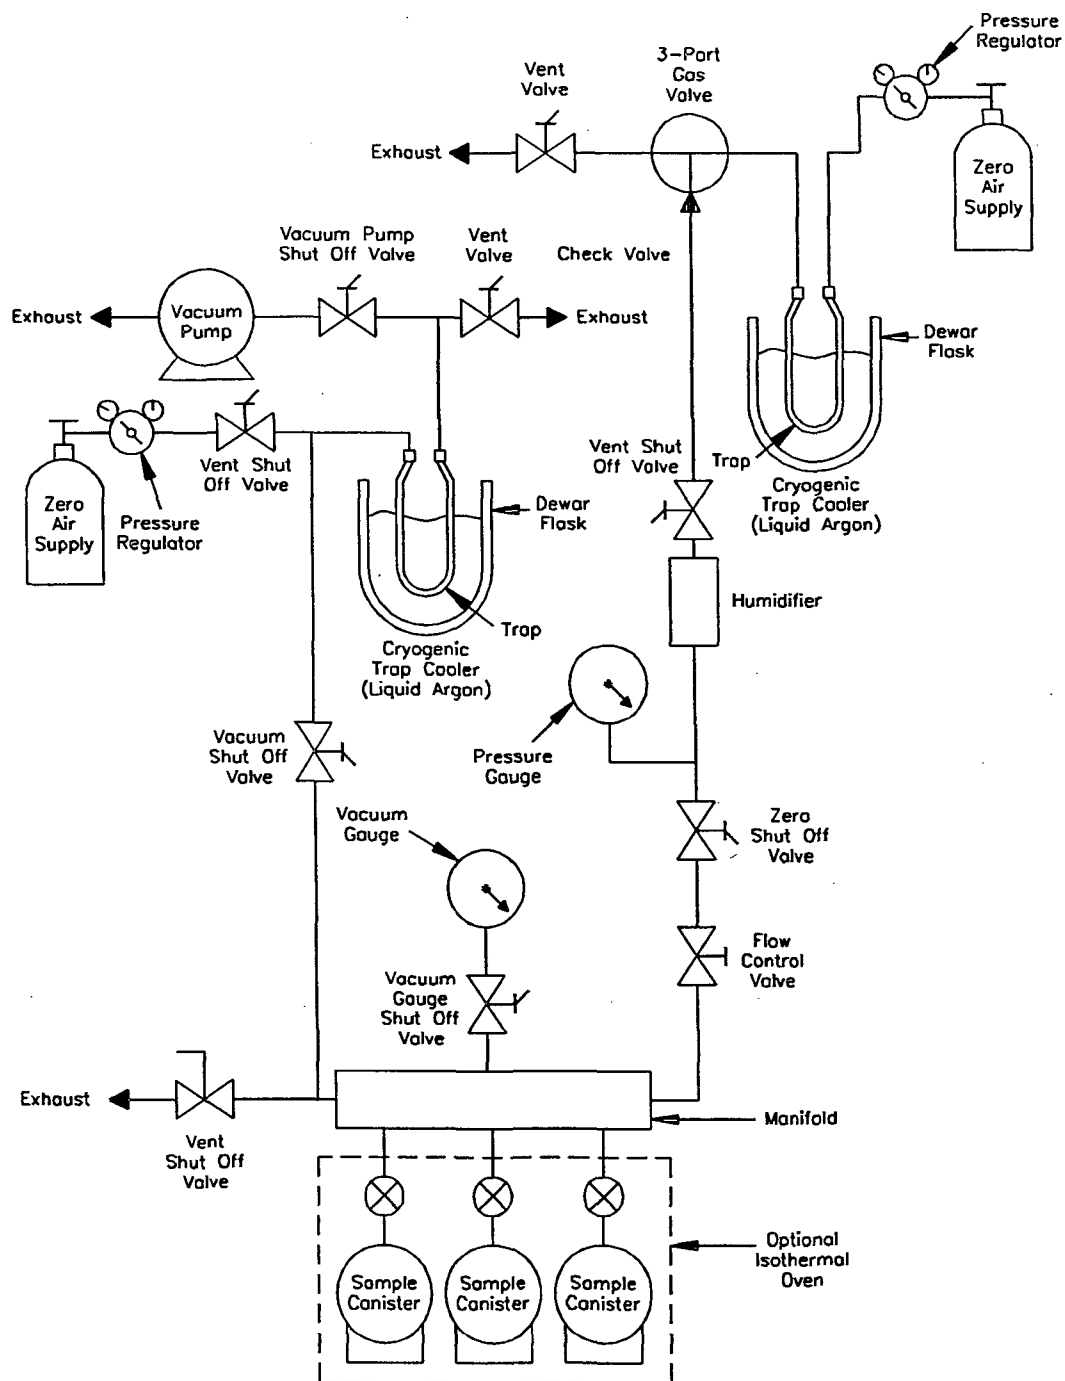 Pressure
Regulator
3-Port
Gas
Valve
Vent
Valve
Exhaust
Zero
Air
Supply
Vacuum Pump
Shut Off Valve
Vent
Valve
Check Valve
Exhaust
Vacuum
Pump
Exhaust
Dewar
Flask
Vent Shut
Off Valve
Trap
Cryogenic
Trap Cooler
(Liquid Argon)
Vent Shut
Off Valve
Zero
Air
Supply
Pressure
Regulator
Dewar
Flask
Trap
Cryogenic
Trap Cooler
(Liquid Argon)
Humidifier
Pressure
Gauge
Vacuum
Shut Off
Valve
Vacuum
Gauge
Zero
Shut Off
Valve
Flow
Control
Valve
Vacuum
Gauge
Shut Off
Valve
Exhaust
Vent
Shut Off
Valve
Manifold
Optional
Isothermal
Oven
Sample
Canister
Sample
Canister
Sample
Canister